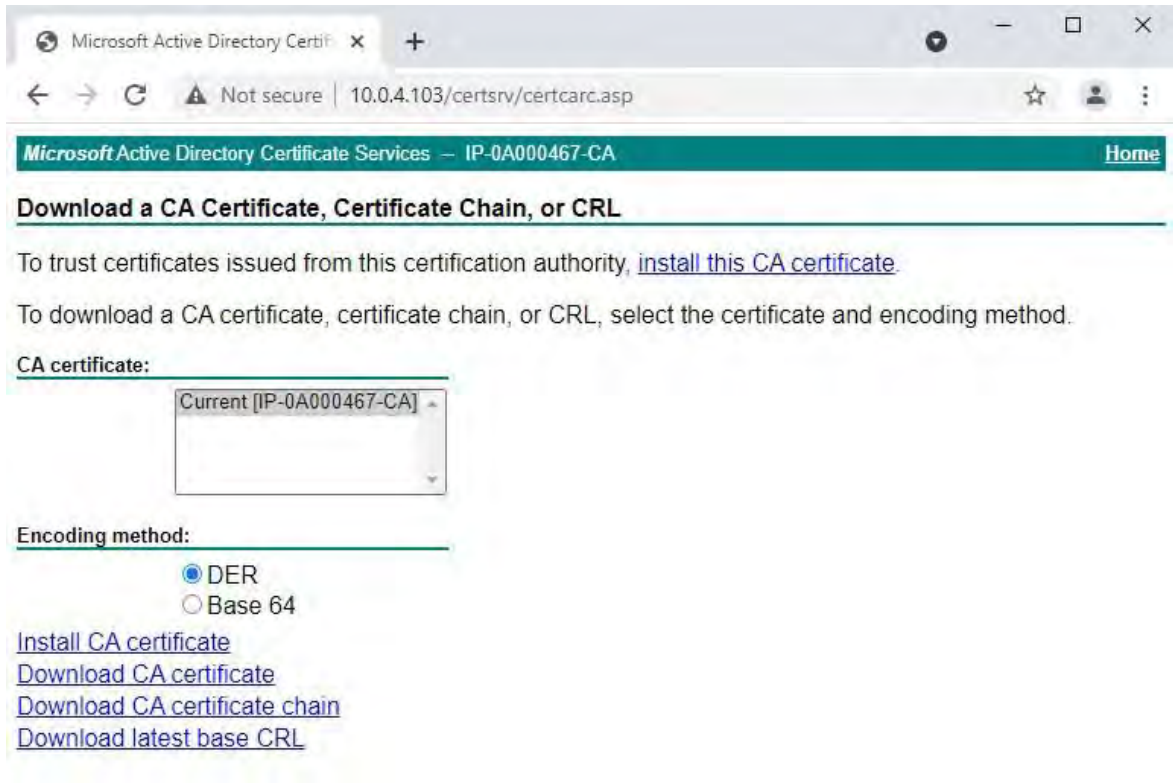 Microsoft Active Directory Certif
Not secure | 10.0.4.103/certsrv/certcarc.asp
Microsoft Active Directory Certificate Services -- IP-0A000467-CA Home
Download a CA Certificate, Certificate Chain, or CRL
To trust certificates issued from this certification authority, install this CA certificate.
To download a CA certificate, certificate chain, or CRL, select the certificate and encoding method.
CA certificate:
Current [IP-0A000467-CA]
Encoding method:
DER
Base 64
Install CA certificate
Download CA certificate
Download CA certificate chain
Download latest base CRL